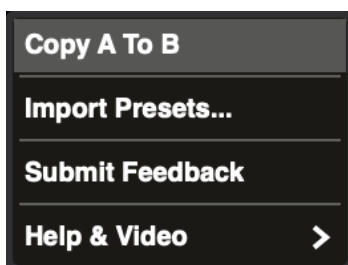 Copy A To B
Import Presets...
Submit Feedback
Help & Video